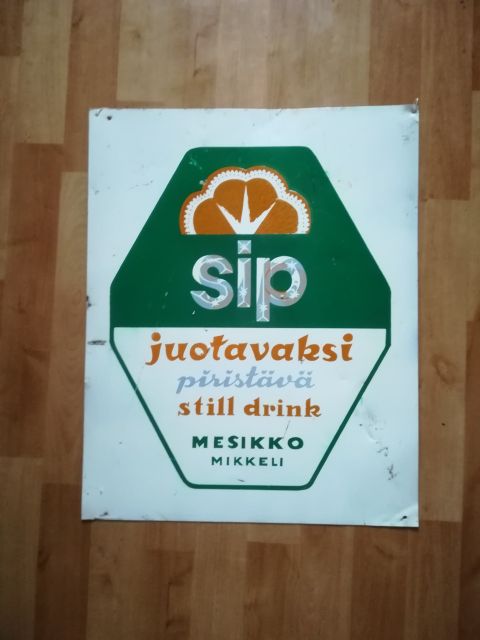 sip
juotavaksi
piristävä
still drink
MESIKKO
MIKKELI